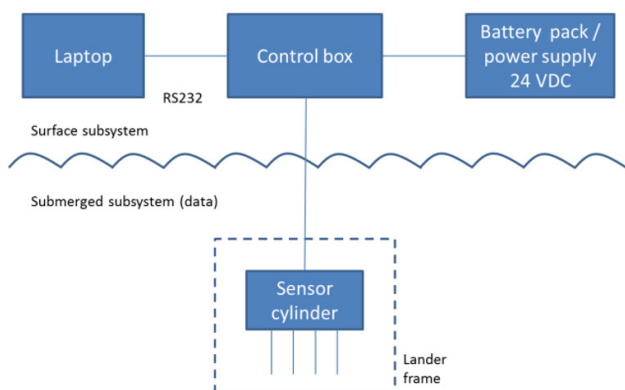 Laptop
Control box
Battery pack /
power supply
24 VDC
RS232
Surface subsystem
Submerged subsystem (data)
Sensor
cylinder
Lander
frame